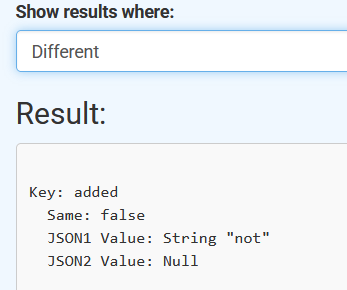 Show results where:
Different
Result:
Key: added
Same: false
JSON1 Value: String "not"
JSON2 Value: Null